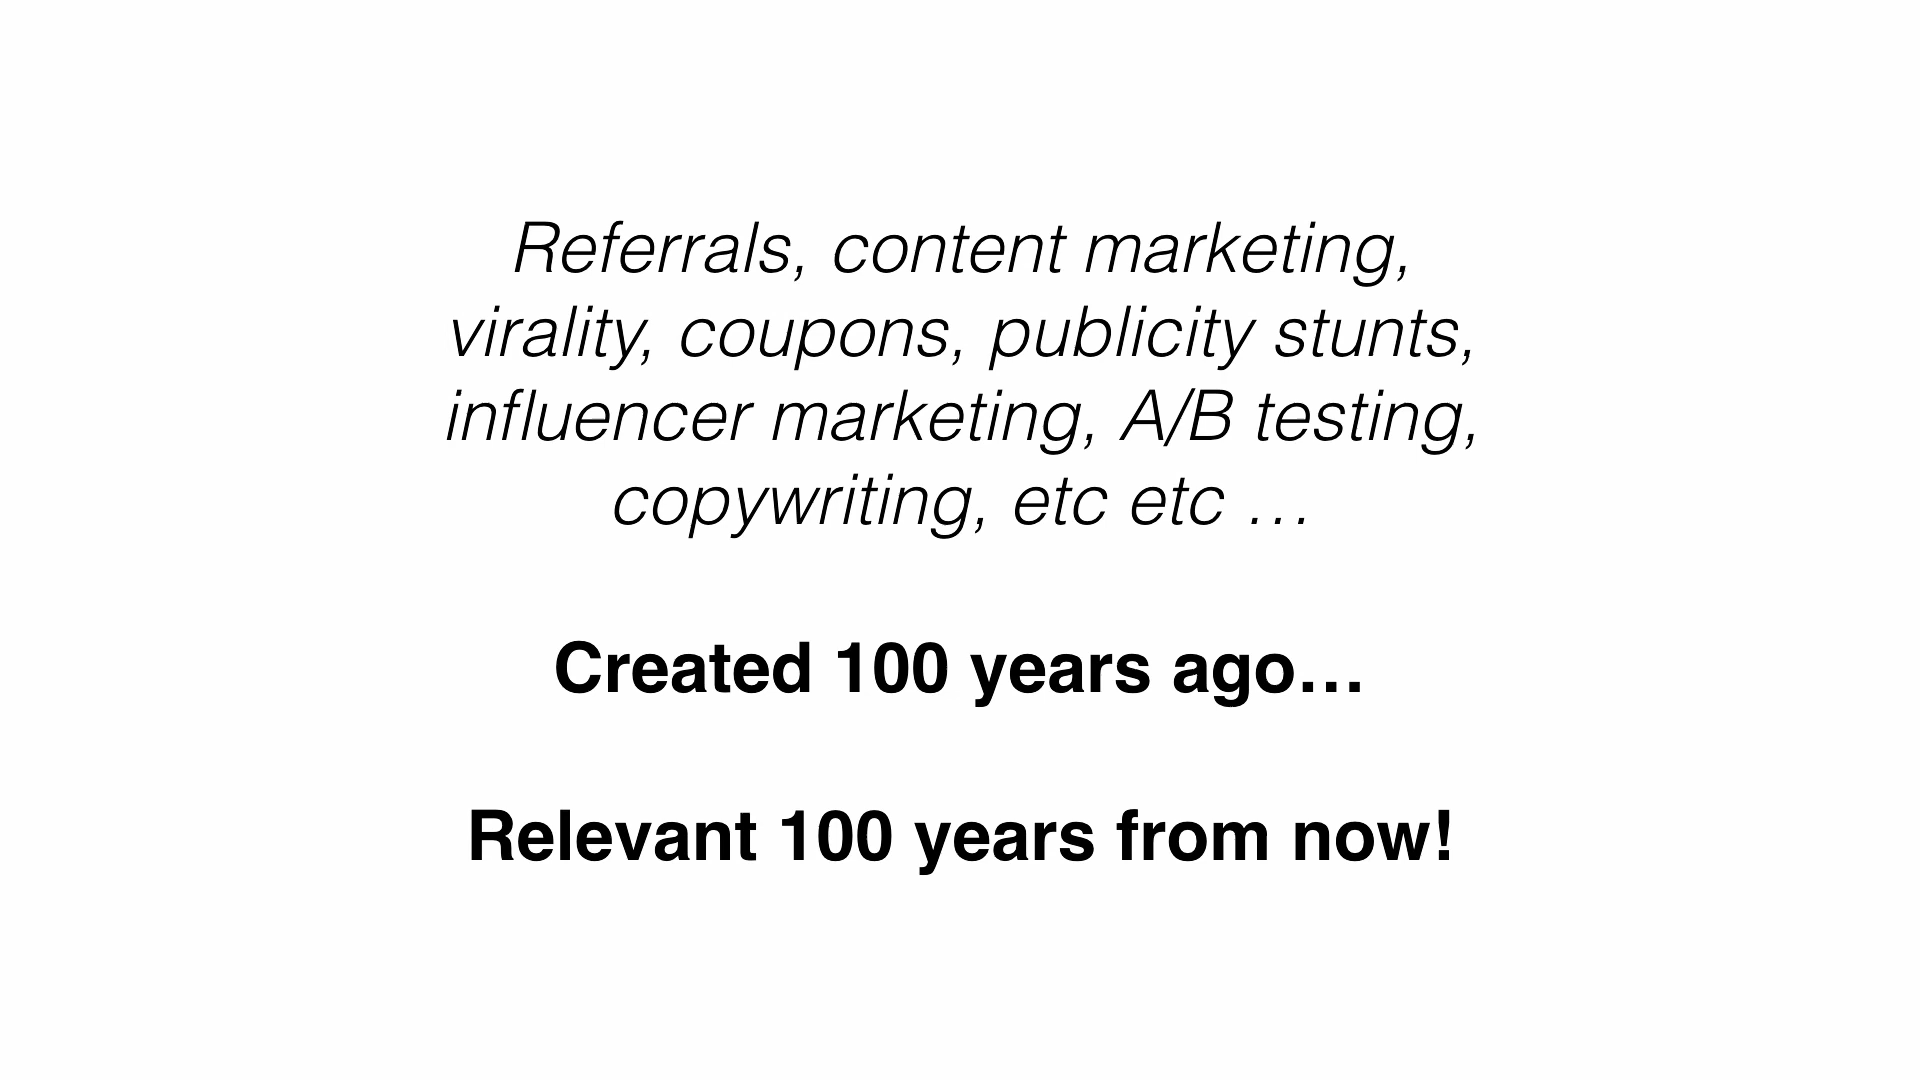 Referrals, content marketing,
virality, coupons, publicity stunts,
influencer marketing, A/B testing,
copywriting, etc etc …
Created 100 years ago…
Relevant 100 years from now!